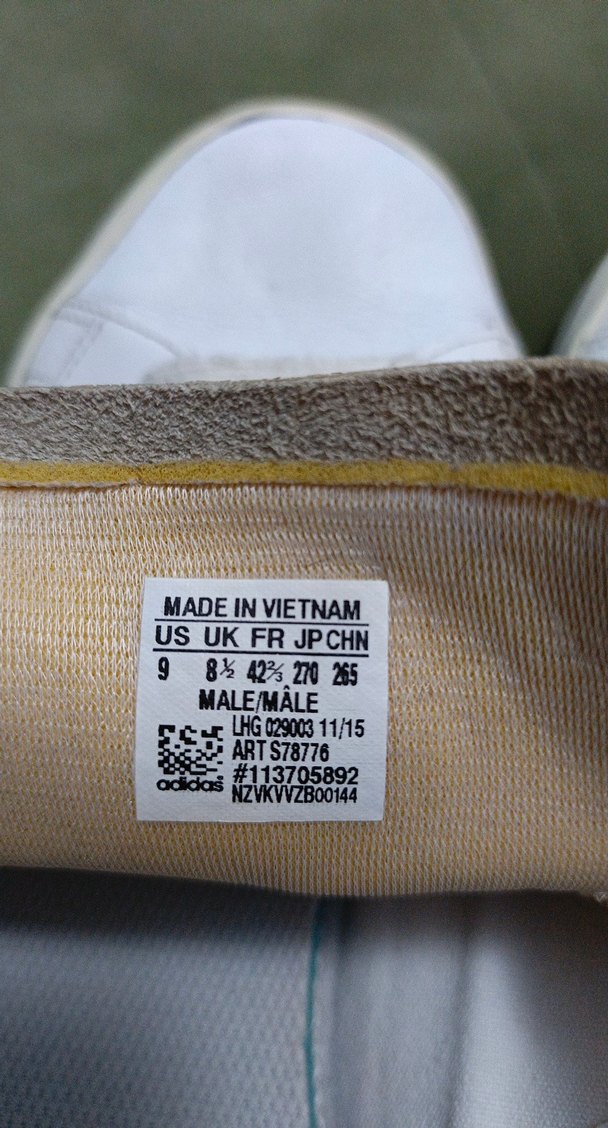 MADE IN VIETNAM
US UK FR JP CHN
9 8½ 42⅔ 270 265
MALE/MÂLE
LHG 029003 11/15
ART S78776
#113705892
adidas
NZVKVVZB00144